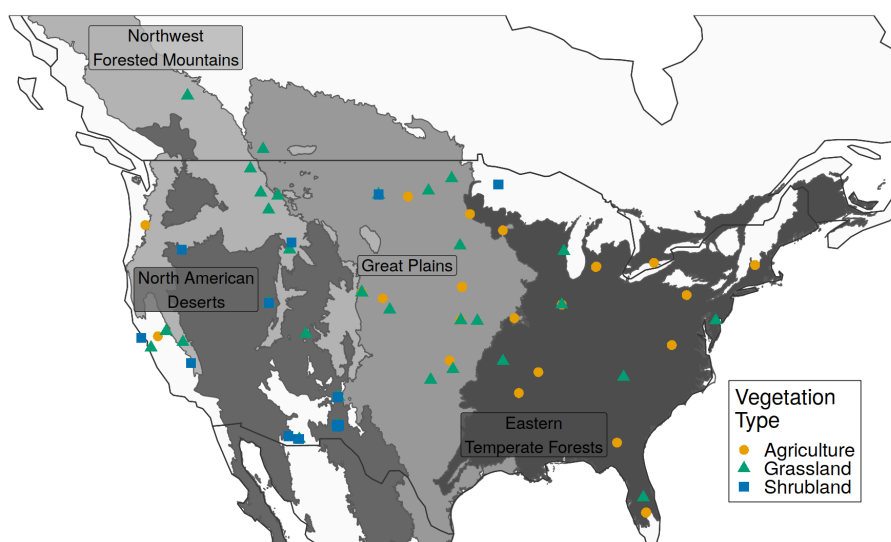 Northwest
Forested Mountains
Great Plains
North American
Deserts
Eastern
Temperate Forests
Vegetation
Type
Agriculture
Grassland
Shrubland